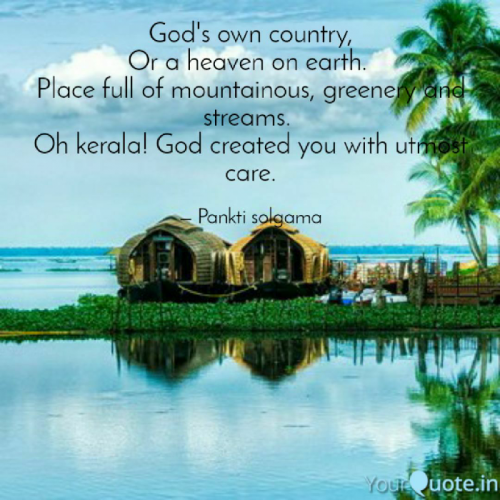 God's own country,
Or a heaven on earth.
Place full of mountainous, greenery and
streams.
Oh kerala! God created you with utmost
care.
– Pankti solgama
YourQuote.in